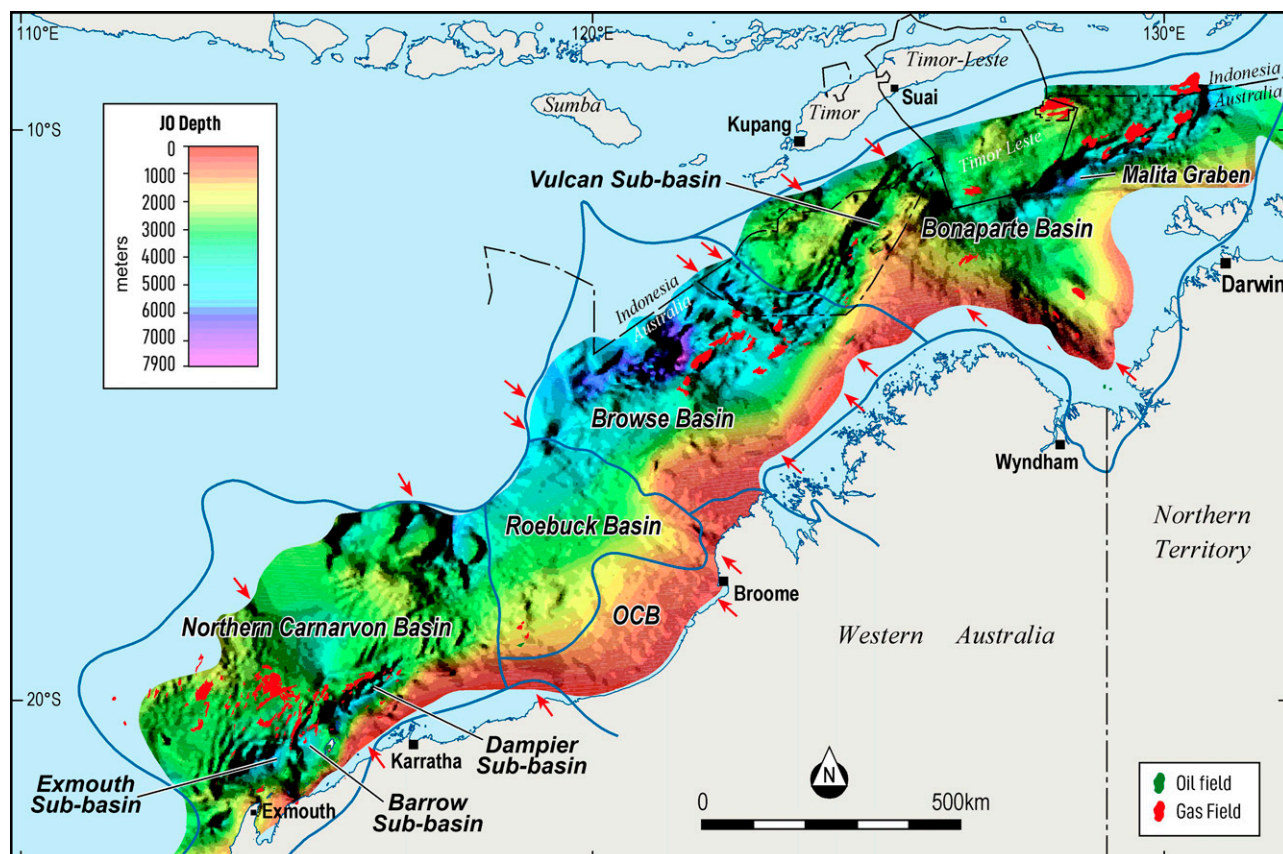 110°E
120°E
130°E
10°S
20°S
JO Depth
meters
0
1000
2000
3000
4000
5000
6000
7000
7900
Sumba
Timor-Leste
Timor
Suai
Kupang
Indonesia
Australia
Timor Leste
Malita Graben
Vulcan Sub-basin
Bonaparte Basin
Darwin
Indonesia
Australia
Browse Basin
Wyndham
Roebuck Basin
Northern
Territory
Broome
OCB
Northern Carnarvon Basin
Western Australia
Karratha
Dampier
Sub-basin
Exmouth
Sub-basin
Barrow
Sub-basin
Exmouth
N
0
500km
Oil field
Gas Field